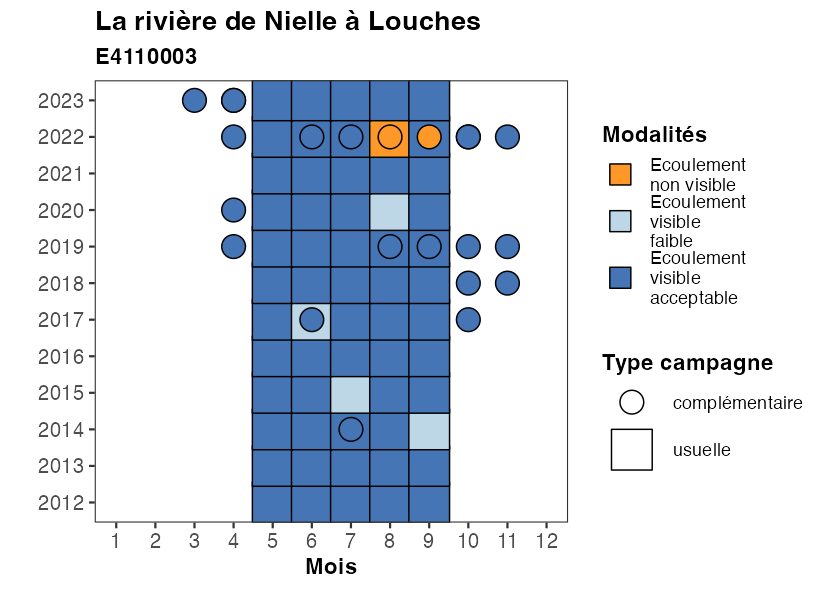 La rivière de Nielle à Louches
E4110003
2023
2022
2021
2020
2019
2018
2017
2016
2015
2014
2013
2012
1 2 3 4 5 6 7 8 9 10 11 12
Mois
Modalités
Ecoulement
non visible
Ecoulement
visible
faible
Ecoulement
visible
acceptable
Type campagne
complémentaire
usuelle